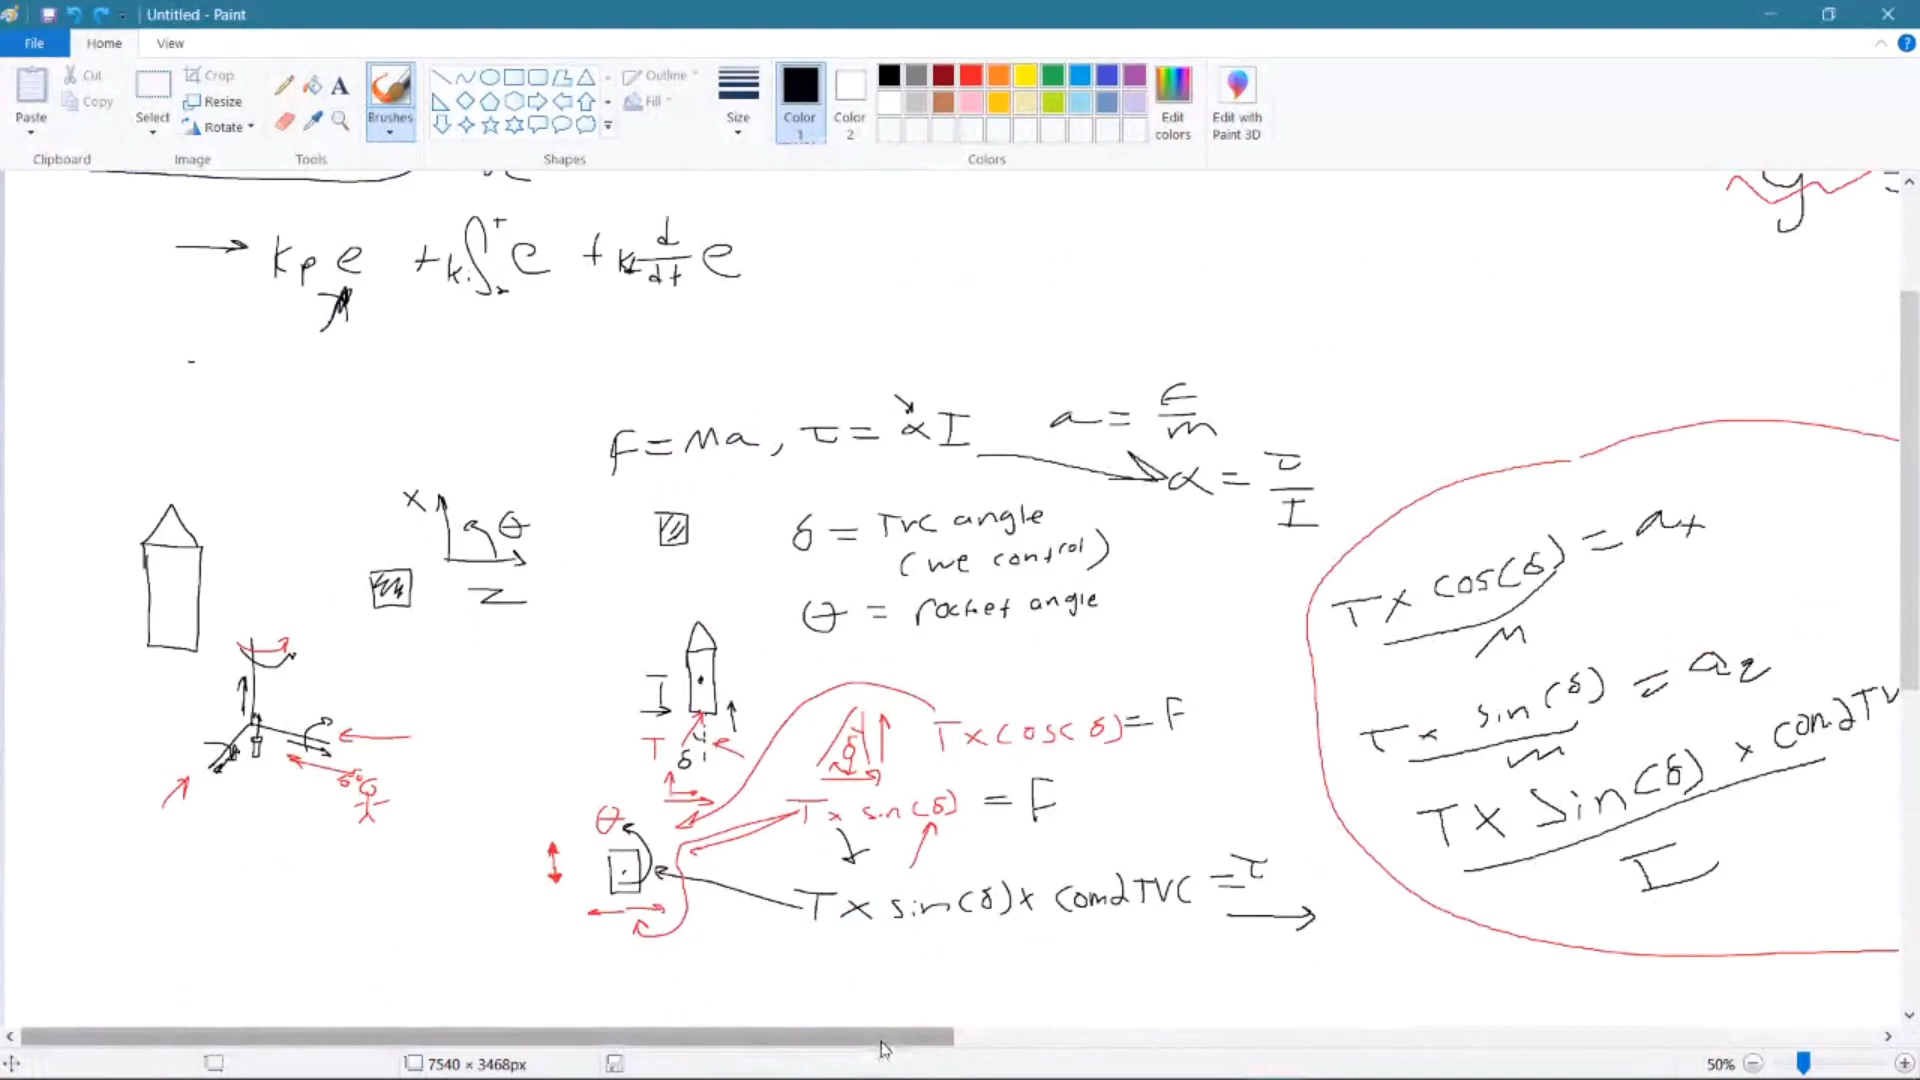 Untitled - Paint
File Home View
Paste
Cut
Copy
Clipboard
Select
Crop
Resize
Rotate
Image
Tools
Brushes
Shapes
Outline
Fill
Size
Color 1
Color 2
Colors
Edit colors
Edit with Paint 3D
y
=
→ Kp e + Ki ∫ e + K d/dt e
F = Ma, τ = αI
a = F/m
α = τ/I
X
θ
Z
δ = TVC angle
(we control)
θ = rocket angle
T
δ
δ
T x cos(δ) = F
T x sin(δ) = F
θ
T x sin(δ) x com2TVC = τ
T x cos(δ) / M = ax
T x sin(δ) / m = az
T x sin(δ) x com2TV
I
7540 × 3468px
50%